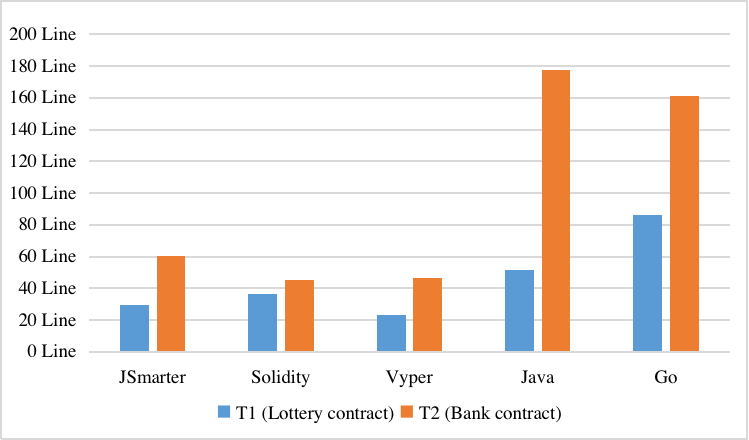 200 Line
180 Line
160 Line
140 Line
120 Line
100 Line
80 Line
60 Line
40 Line
20 Line
0 Line
JSmarter Solidity Vyper Java Go
T1 (Lottery contract) T2 (Bank contract)